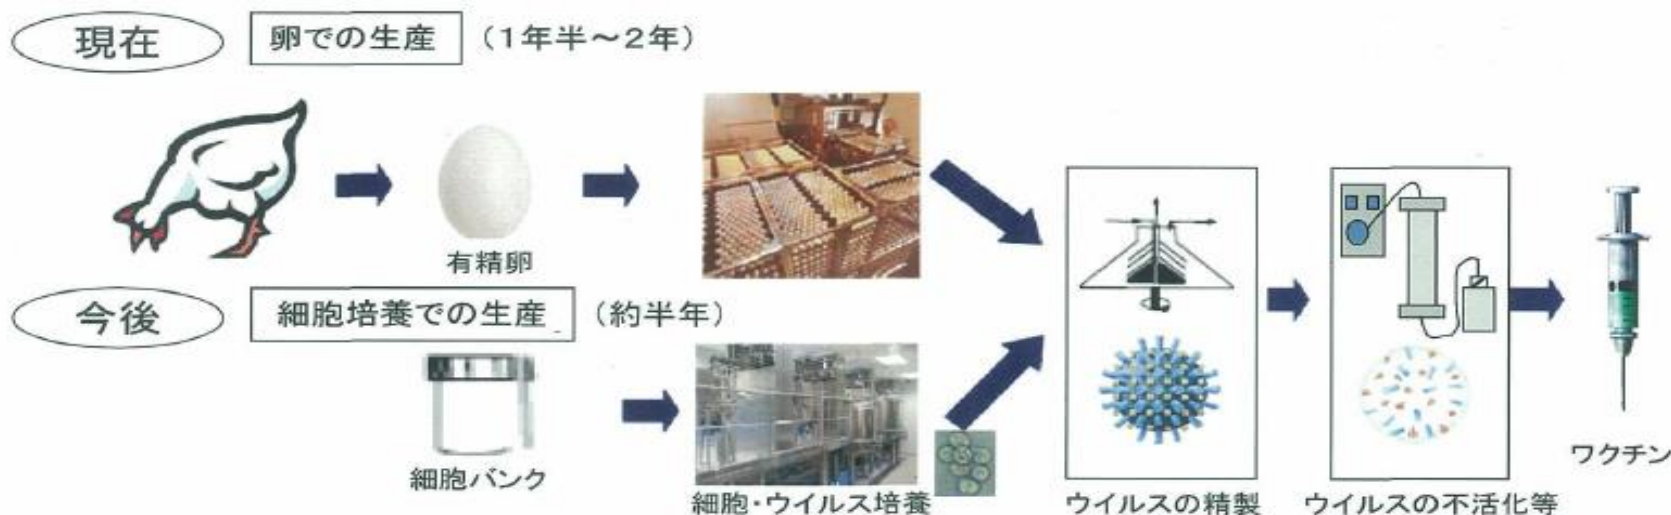 現在 卵での生産 (1年半～2年)
有精卵
今後 細胞培養での生産 (約半年)
細胞バンク
細胞・ウイルス培養
ウイルスの精製
ウイルスの不活化等
ワクチン